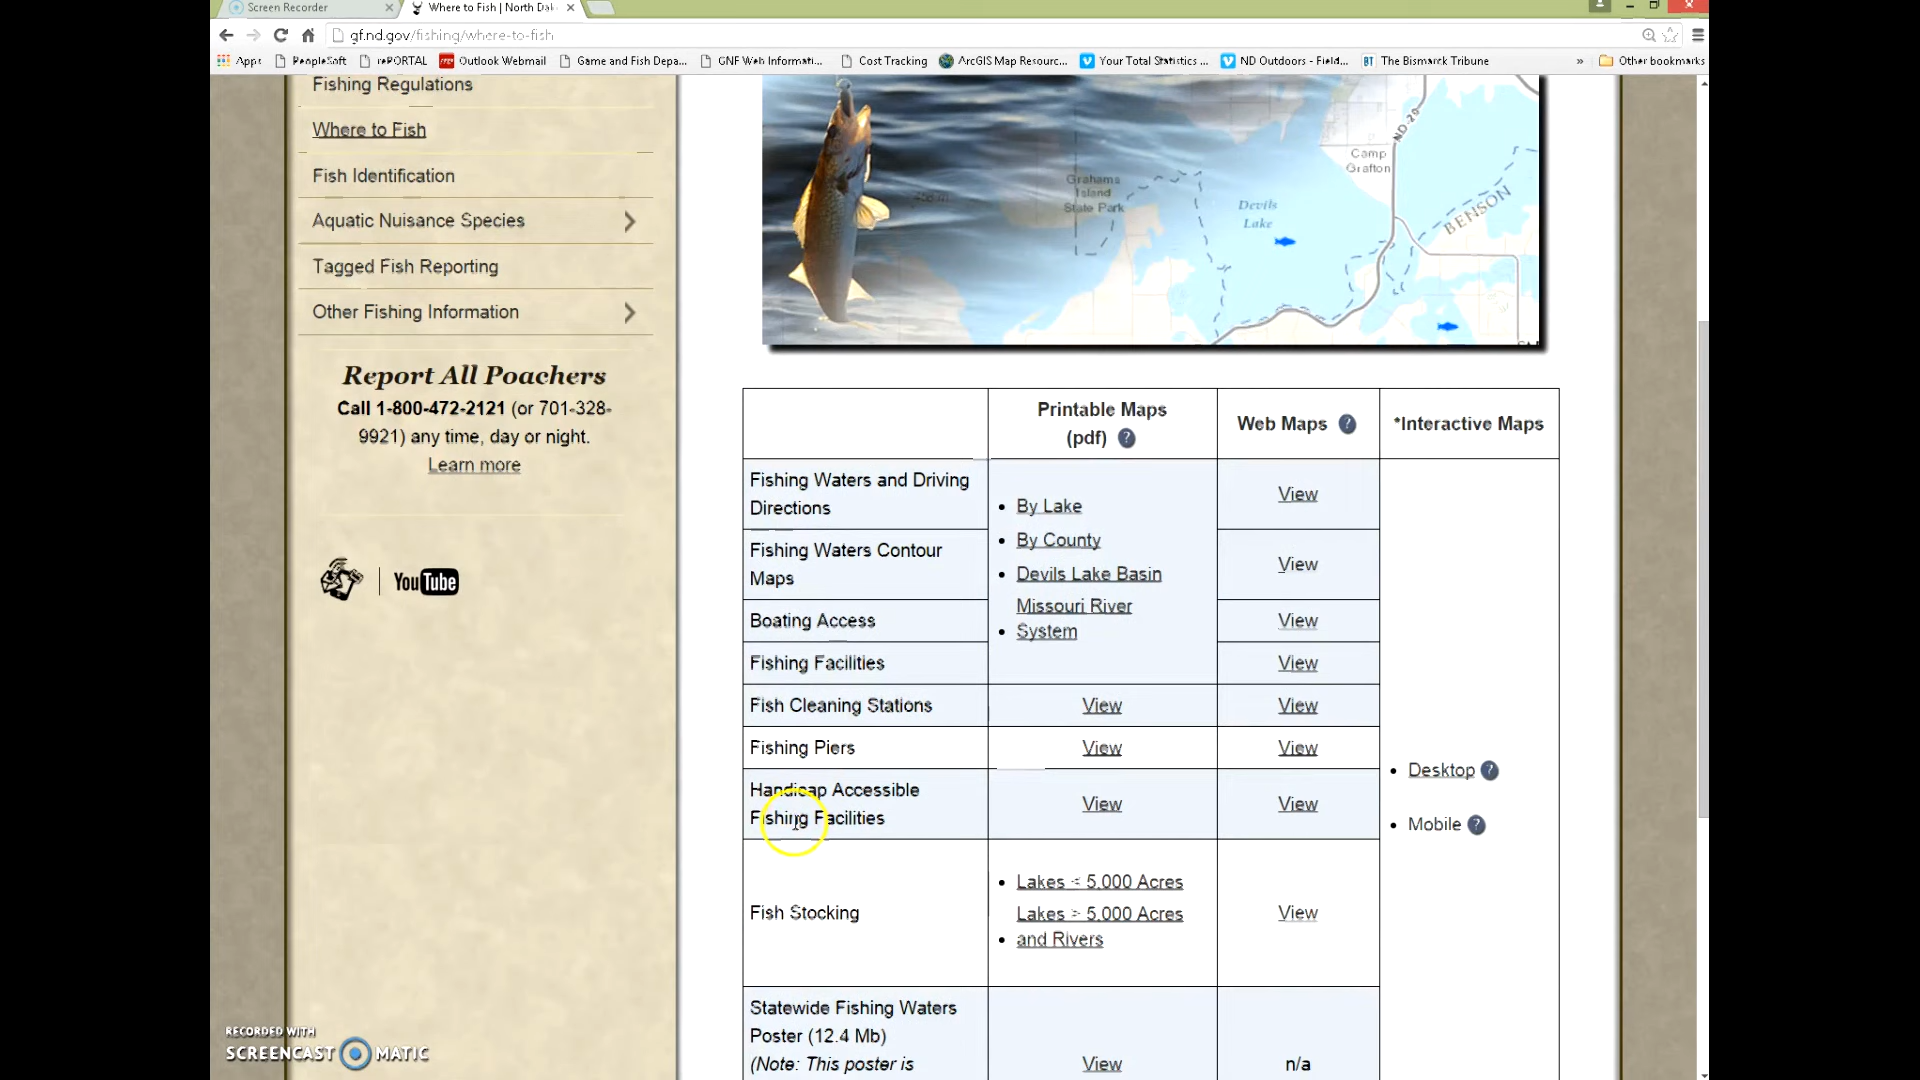 Screen Recorder
Where to Fish | North Dak
gf.nd.gov/fishing/where-to-fish
Apps PeopleSoft rePORTAL Outlook Webmail Game and Fish Depa... GNF Web Informati... Cost Tracking ArcGIS Map Resourc... Your Total Statistics ... ND Outdoors - Field... BT The Bismarck Tribune » Other bookmarks
Fishing Regulations
Where to Fish
Fish Identification
Aquatic Nuisance Species
Tagged Fish Reporting
Other Fishing Information
Report All Poachers
Call 1-800-472-2121 (or 701-328-
9921) any time, day or night.
Learn more
YouTube
ND-20
Camp
Grafton
Grahams
Island
State Park
Devils
Lake
BENSON
Printable Maps
(pdf) ?
Web Maps ?
*Interactive Maps
Fishing Waters and Driving
Directions
• By Lake
• By County
• Devils Lake Basin
Missouri River
• System
View
Fishing Waters Contour
Maps
View
Boating Access
View
Fishing Facilities
View
Fish Cleaning Stations
View
View
Fishing Piers
View
View
Handicap Accessible
Fishing Facilities
View
View
• Desktop ?
• Mobile ?
Fish Stocking
• Lakes < 5,000 Acres
Lakes > 5,000 Acres
• and Rivers
View
Statewide Fishing Waters
Poster (12.4 Mb)
(Note: This poster is
View
n/a
RECORDED WITH
SCREENCAST MATIC